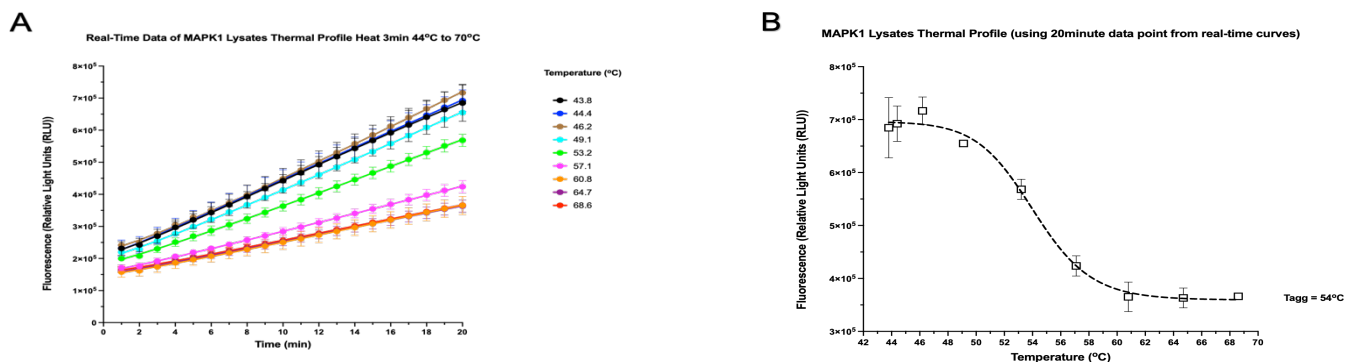 A
Real-Time Data of MAPK1 Lysates Thermal Profile Heat 3min 44ºC to 70ºC
Fluorescence (Relative Light Units (RLU))
8×10⁵
7×10⁵
6×10⁵
5×10⁵
4×10⁵
3×10⁵
2×10⁵
1×10⁵
0
0 2 4 6 8 10 12 14 16 18 20
Time (min)
Temperature (ºC)
43.8
44.4
46.2
49.1
53.2
57.1
60.8
64.7
68.6
B
MAPK1 Lysates Thermal Profile (using 20minute data point from real-time curves)
Fluorescence (Relative Light Units (RLU))
8×10⁵
7×10⁵
6×10⁵
5×10⁵
4×10⁵
3×10⁵
42 44 46 48 50 52 54 56 58 60 62 64 66 68 70
Temperature (ºC)
Tagg = 54ºC